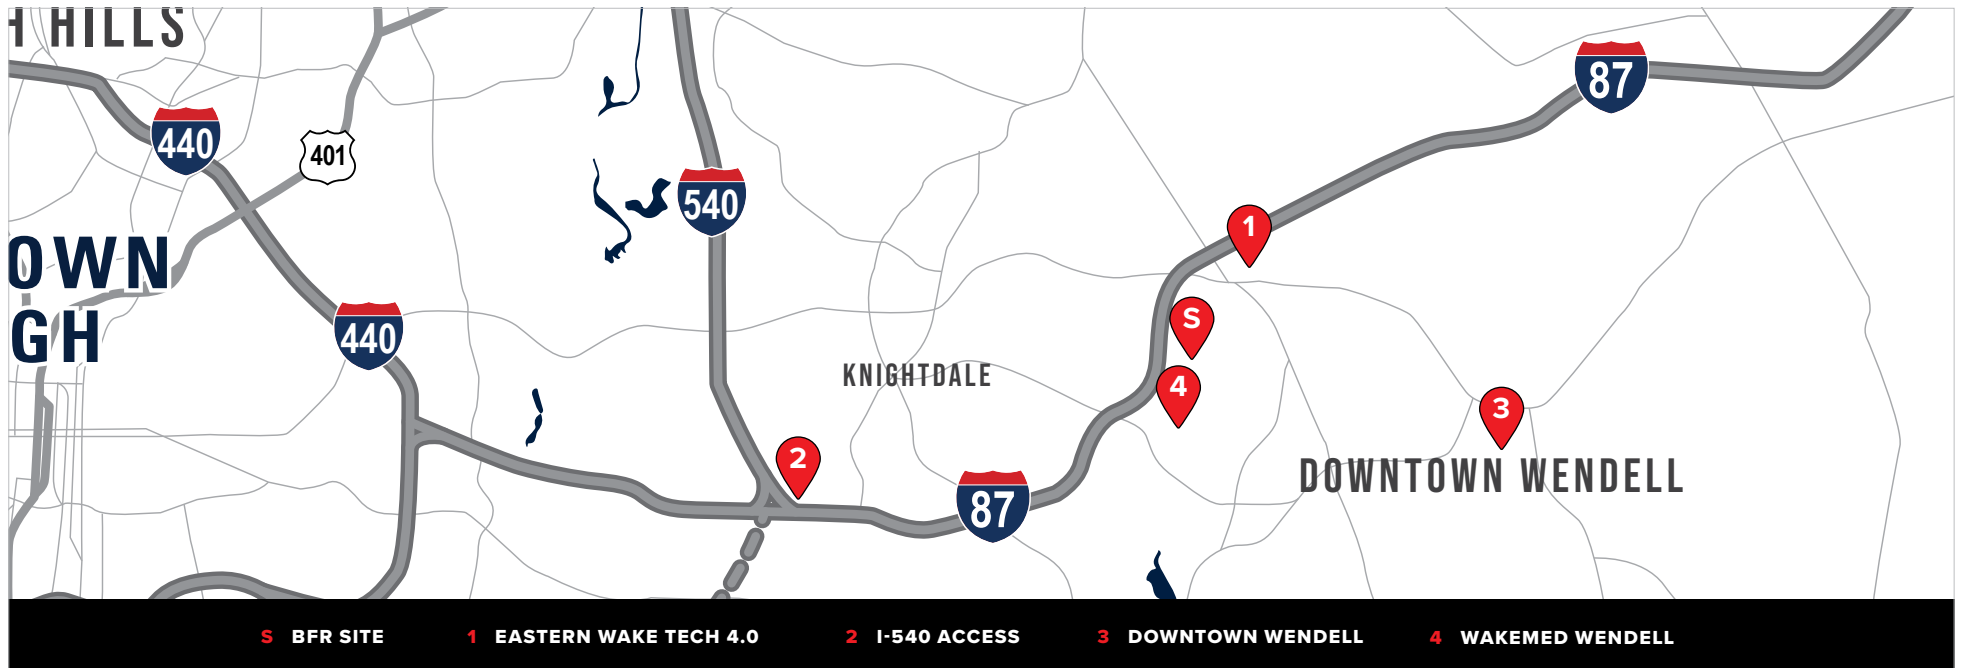 H HILLS
87
440
401
540
1
OWN
GH
S
440
KNIGHTDALE
4
3
2
DOWNTOWN WENDELL
87
S BFR SITE 1 EASTERN WAKE TECH 4.0 2 I-540 ACCESS 3 DOWNTOWN WENDELL 4 WAKEMED WENDELL